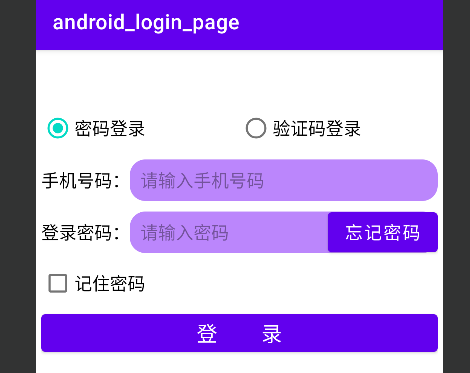 android_login_page
密码登录 验证码登录
手机号码： 请输入手机号码
登录密码： 请输入密码 忘记密码
记住密码
登 录